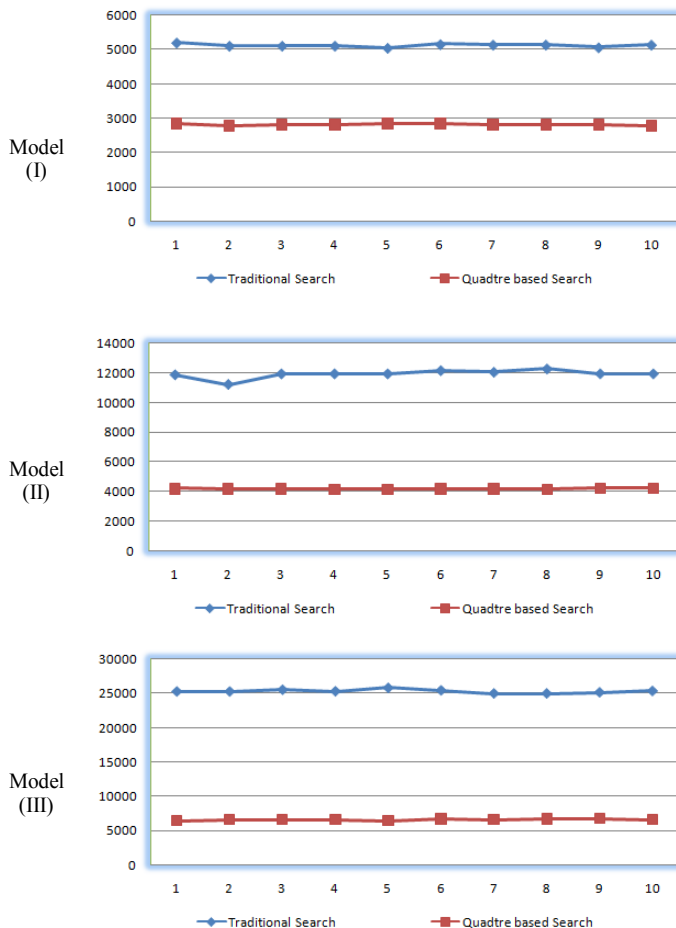 6000
5000
4000
3000
2000
1000
0
Model
(I)
1 2 3 4 5 6 7 8 9 10
Traditional Search Quadtre based Search
14000
12000
10000
8000
6000
4000
2000
0
Model
(II)
1 2 3 4 5 6 7 8 9 10
Traditional Search Quadtre based Search
30000
25000
20000
15000
10000
5000
0
Model
(III)
1 2 3 4 5 6 7 8 9 10
Traditional Search Quadtre based Search